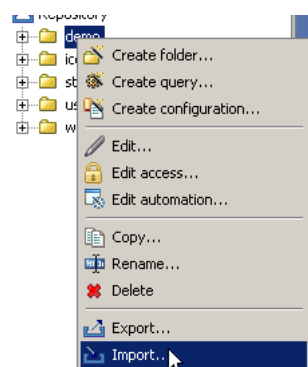 Repository
demo
Create folder...
Create query...
Create configuration...
Edit...
Edit access...
Edit automation...
Copy...
Rename...
Delete
Export...
Import...